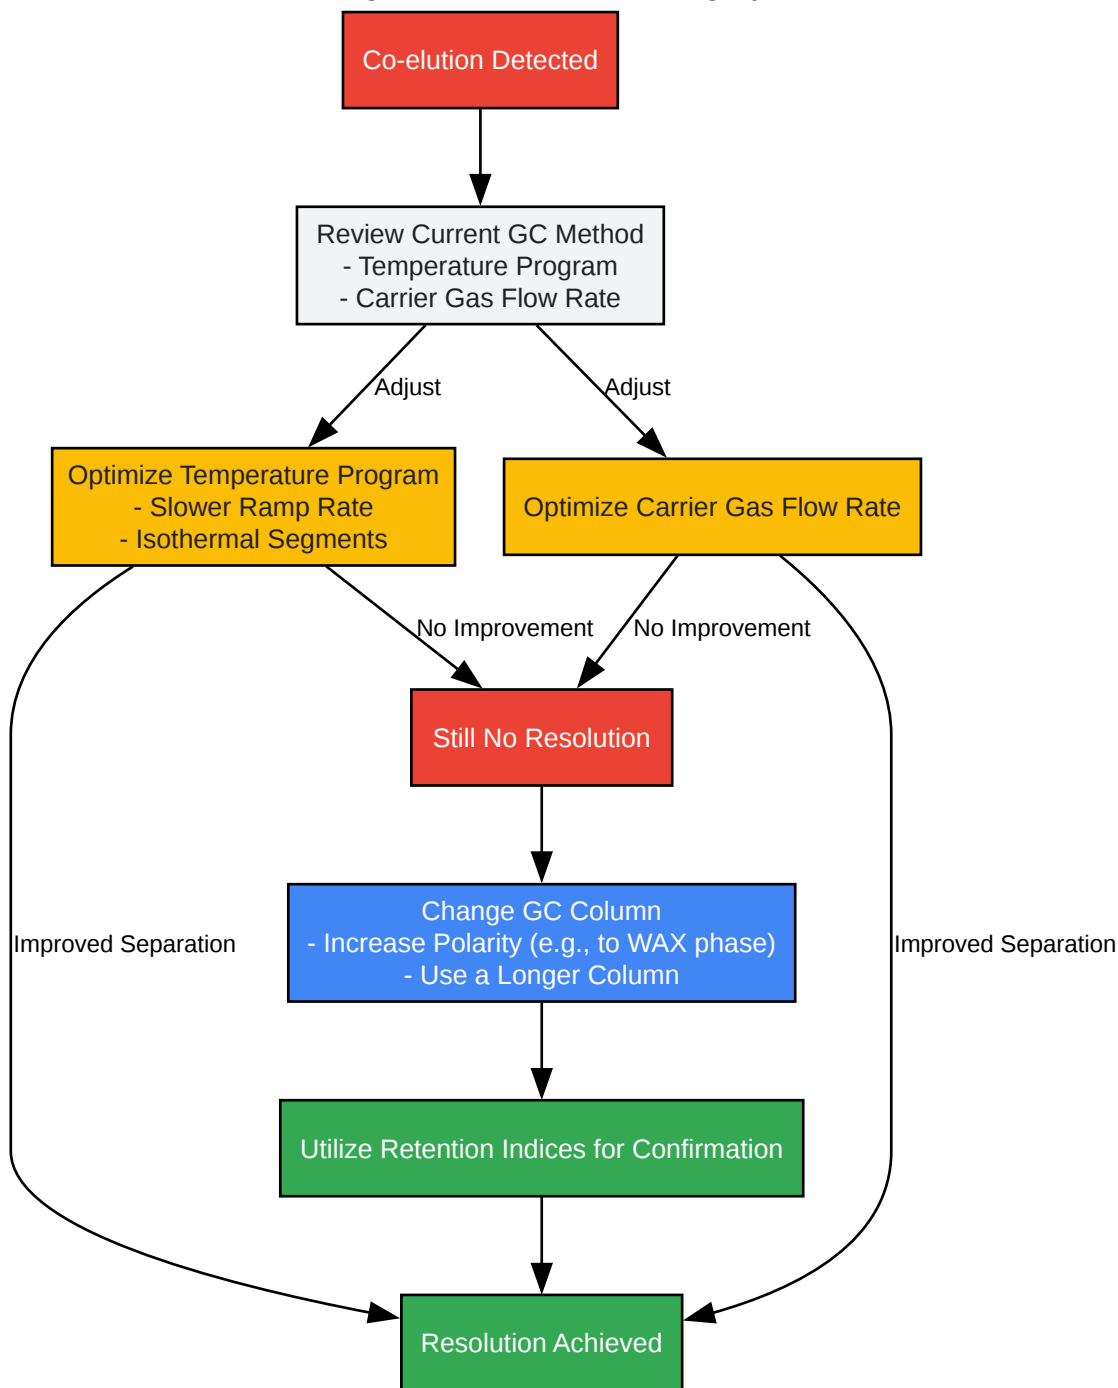 Co-elution Detected
Review Current GC Method
- Temperature Program
- Carrier Gas Flow Rate
Adjust
Adjust
Optimize Temperature Program
- Slower Ramp Rate
- Isothermal Segments
Optimize Carrier Gas Flow Rate
No Improvement
No Improvement
Still No Resolution
Change GC Column
- Increase Polarity (e.g., to WAX phase)
- Use a Longer Column
Improved Separation
Improved Separation
Utilize Retention Indices for Confirmation
Resolution Achieved